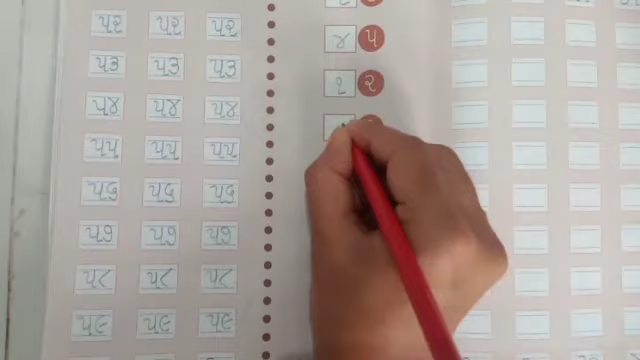 ૫૨ ૫૨ ૫૨
૫૩ ૫૩ ૫૩
૫૪ ૫૪ ૫૪
૫૫ ૫૫ ૫૫
૫૬ ૫૬ ૫૬
૫૭ ૫૭ ૫૭
૫૮ ૫૮ ૫૮
૫૯ ૫૯ ૫૯
૪ ૫
૧ ૨